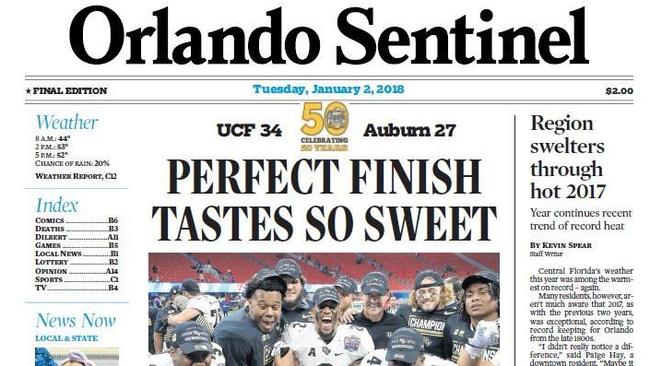 Orlando Sentinel
★ FINAL EDITION
Tuesday, January 2, 2018
$2.00
Weather
8 A.M.: 44°
2 P.M.: 53°
5 P.M.: 52°
CHANCE OF RAIN: 20%
WEATHER REPORT, C12
Index
COMICS B6
DEATHS B3
DILBERT A11
GAMES B5
LOCAL NEWS B1
LOTTERY B2
OPINION A14
SPORTS C1
TV B4
News Now
LOCAL & STATE
UCF 34
50
CELEBRATING
50 YEARS
Auburn 27
PERFECT FINISH
TASTES SO SWEET
CHAMPION
Region
swelters
through
hot 2017
Year continues recent
trend of record heat
BY KEVIN SPEAR
Staff Writer
Central Florida's weather
this year was among the warm-
est on record – again.
Many residents, however, ar-
en't much aware that 2017, as
with the previous two years,
was exceptional, according to
record keeping for Orlando
from the late 1800s.
"I didn't really notice a dif-
ference," said Paige Hay, a
downtown resident. "Maybe it